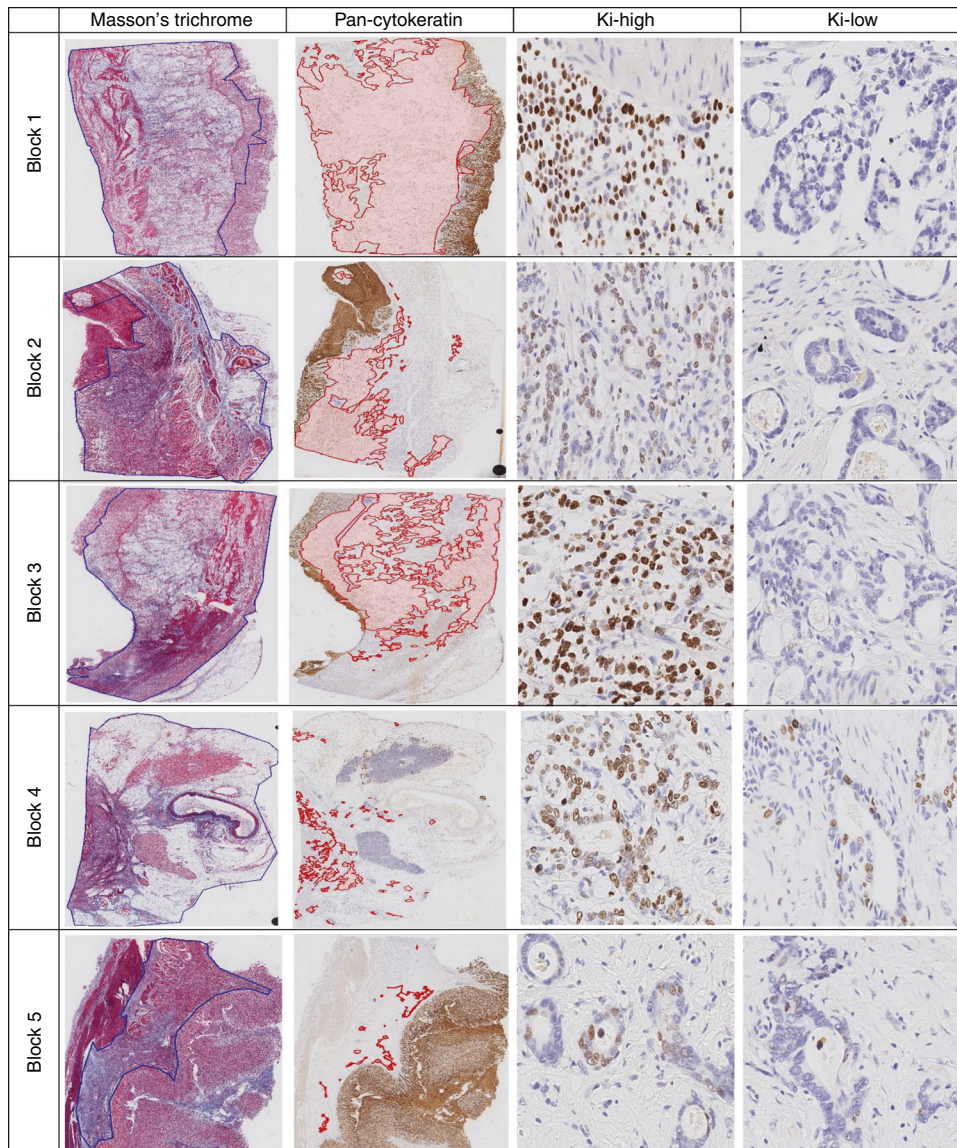 Masson's trichrome Pan-cytokeratin Ki-high Ki-low
Block 1
Block 2
Block 3
Block 4
Block 5